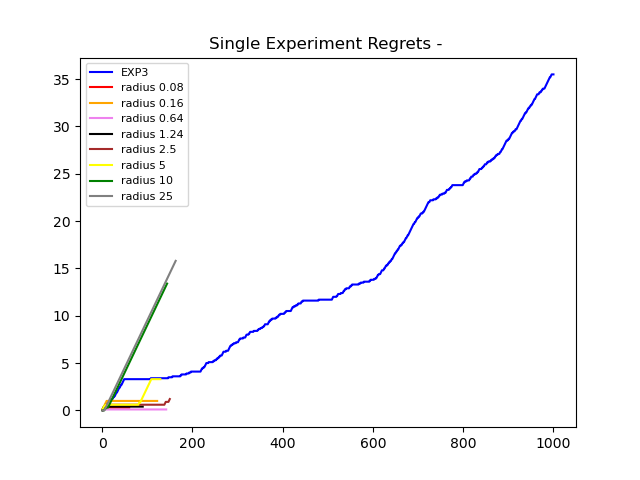 Single Experiment Regrets -
EXP3
radius 0.08
radius 0.16
radius 0.64
radius 1.24
radius 2.5
radius 5
radius 10
radius 25
35
30
25
20
15
10
5
0
0 200 400 600 800 1000